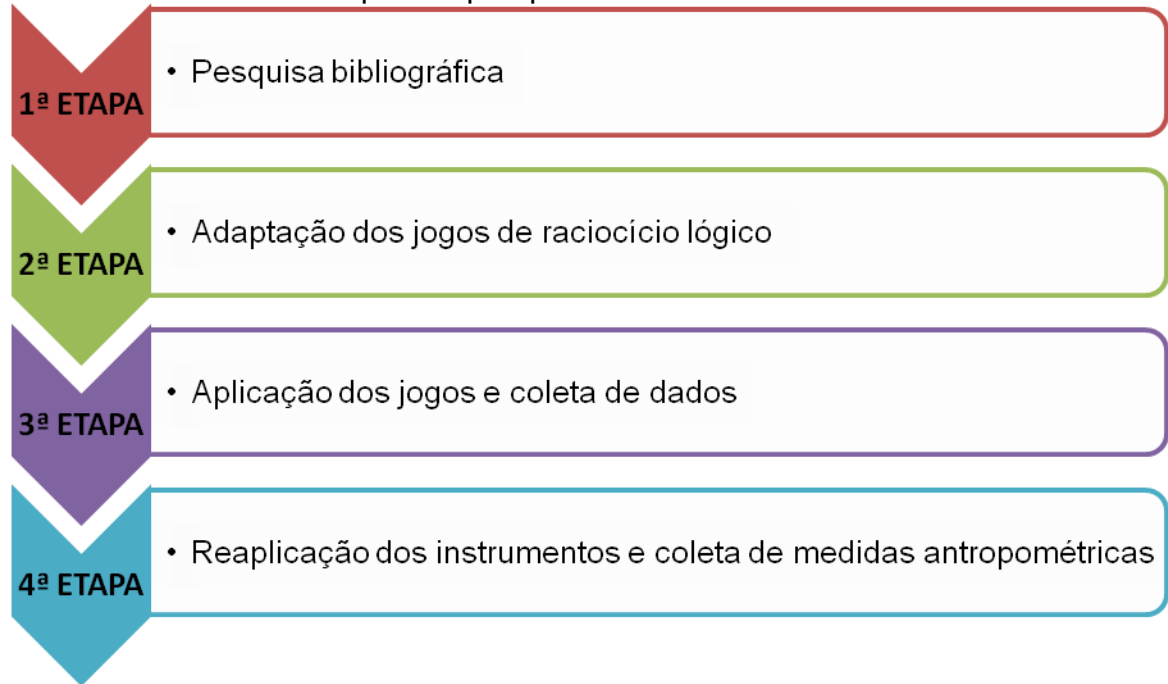 1ª ETAPA
• Pesquisa bibliográfica
2ª ETAPA
• Adaptação dos jogos de raciocício lógico
3ª ETAPA
• Aplicação dos jogos e coleta de dados
4ª ETAPA
• Reaplicação dos instrumentos e coleta de medidas antropométricas